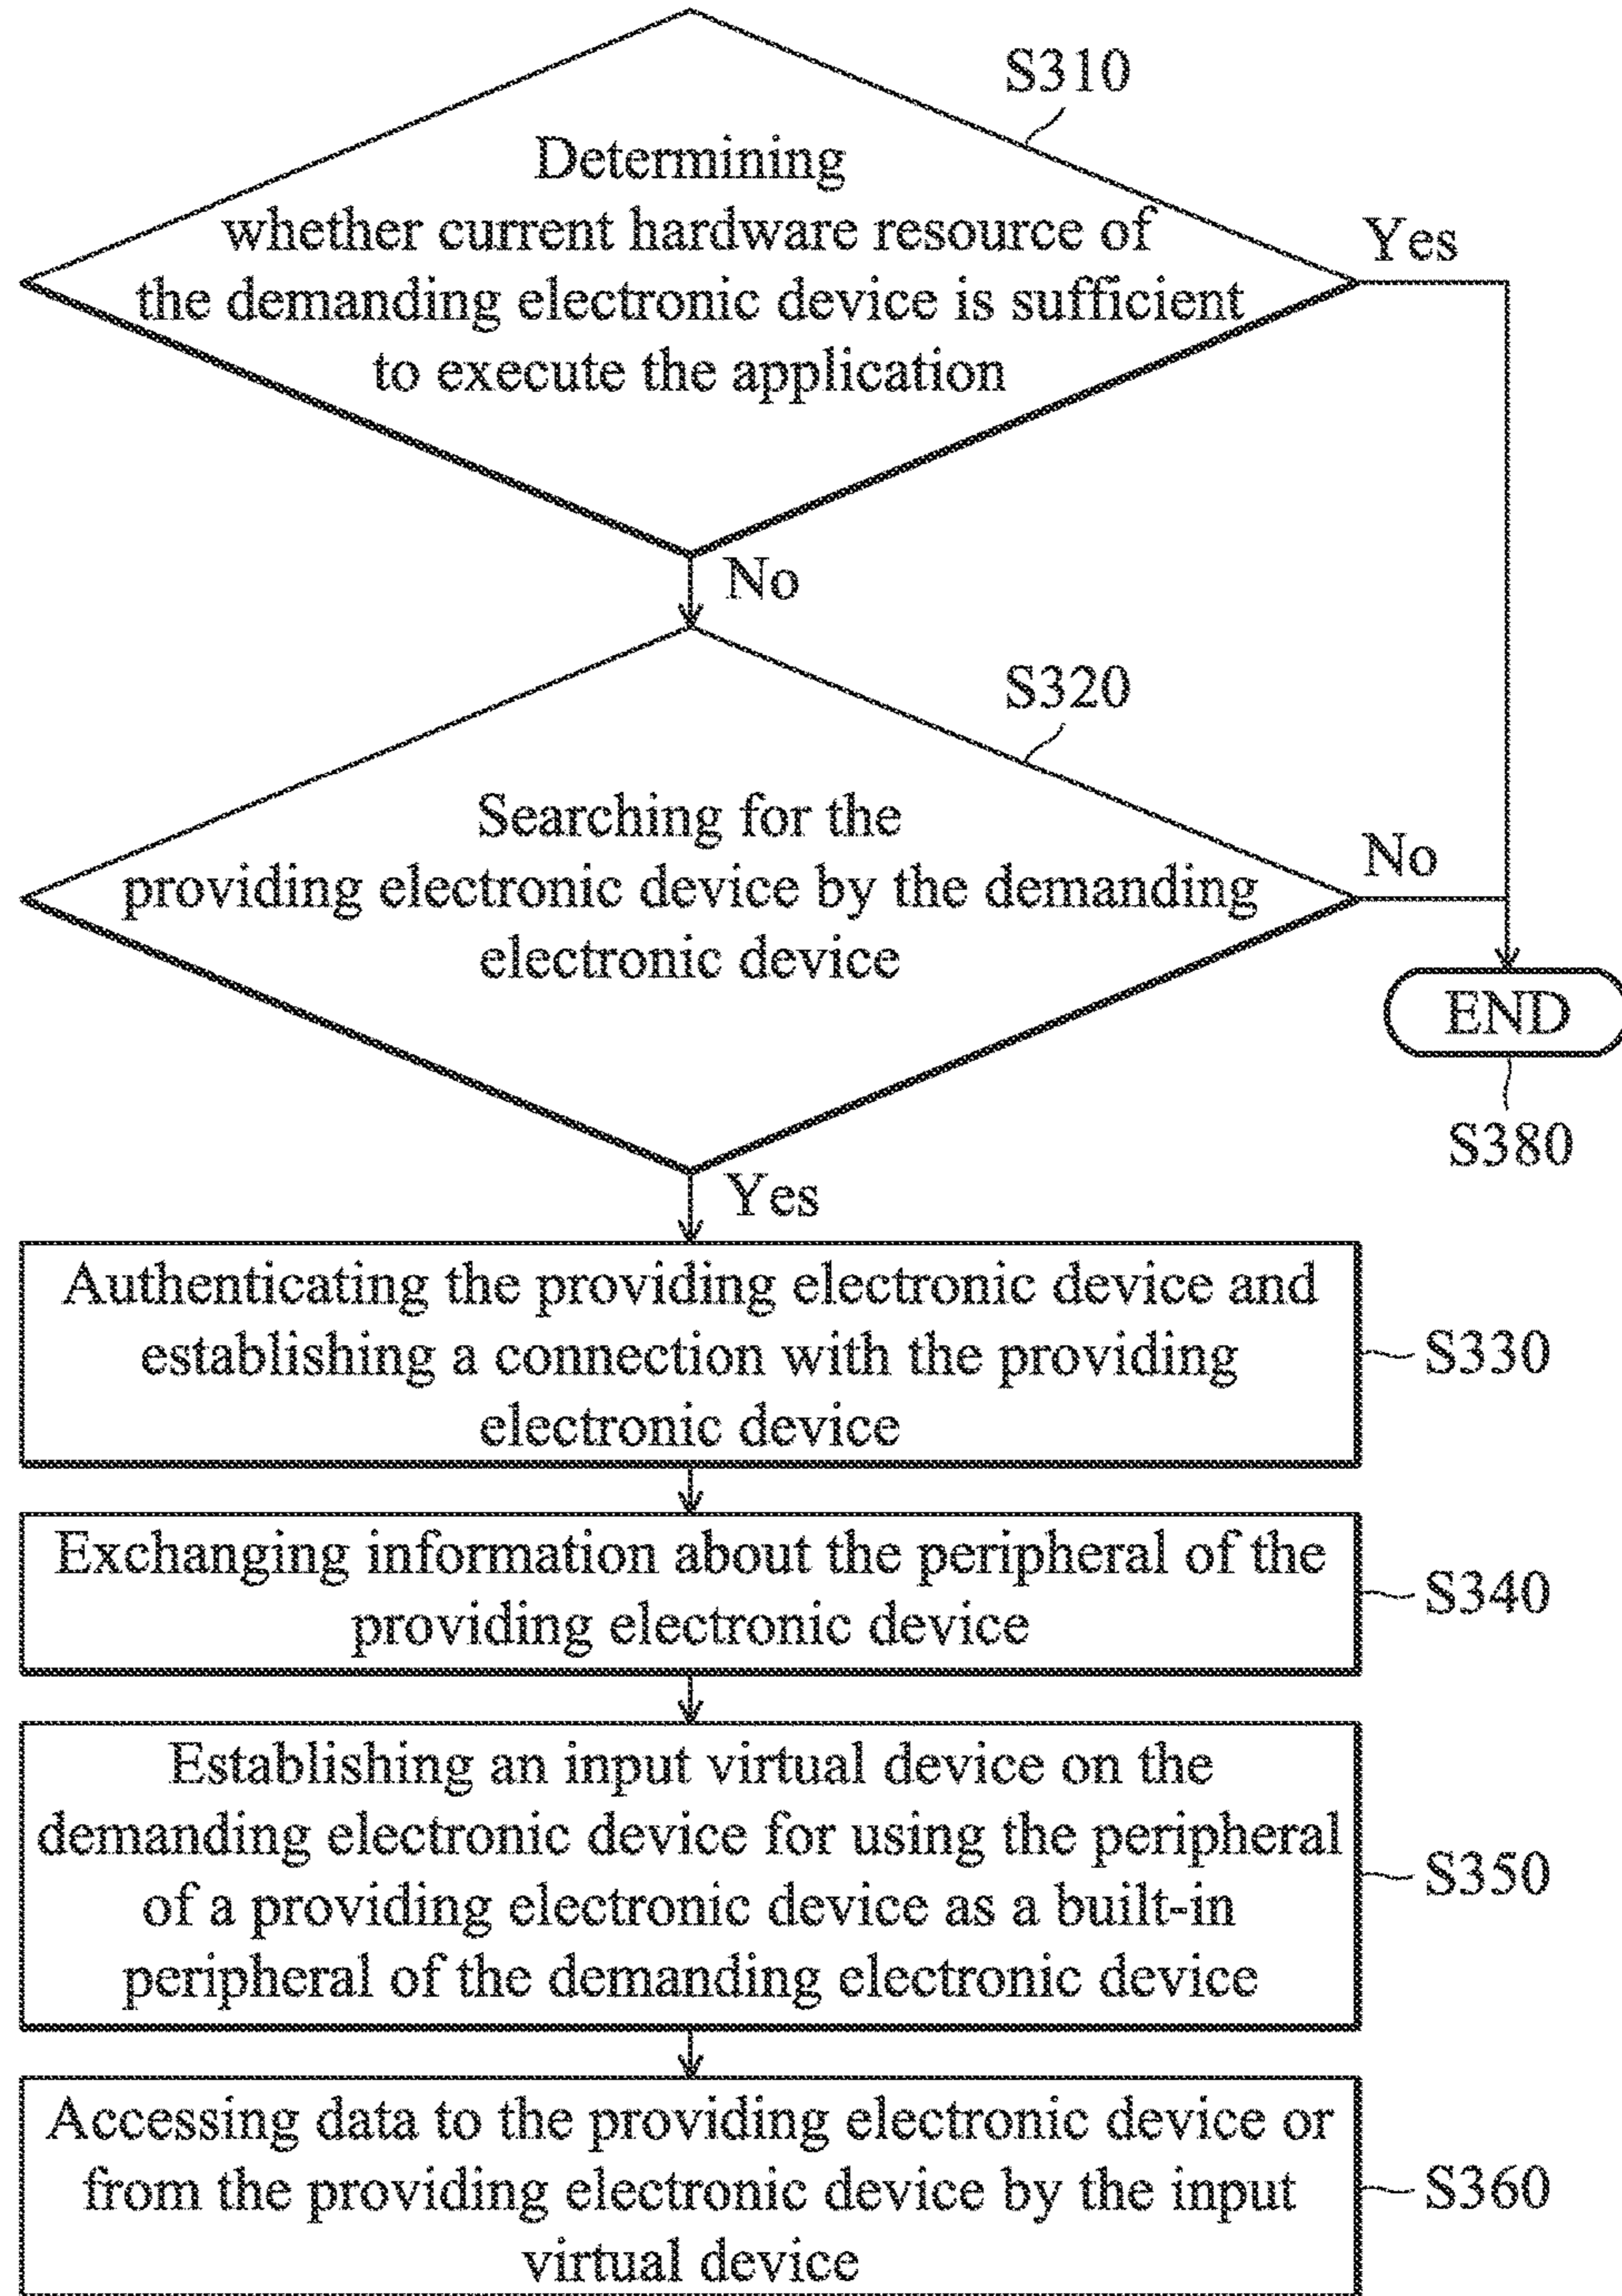 S310
Determining
whether current hardware resource of
the demanding electronic device is sufficient
to execute the application
Yes
No
S320
Searching for the
providing electronic device by the demanding
electronic device
No
END
S380
Yes
Authenticating the providing electronic device and
establishing a connection with the providing
electronic device
S330
Exchanging information about the peripheral of the
providing electronic device
S340
Establishing an input virtual device on the
demanding electronic device for using the peripheral
of a providing electronic device as a built-in
peripheral of the demanding electronic device
S350
Accessing data to the providing electronic device or
from the providing electronic device by the input
virtual device
S360